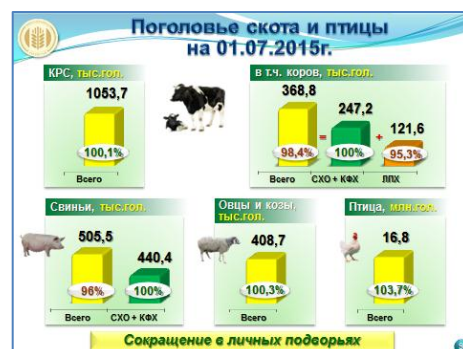 Поголовье скота и птицы
на 01.07.2015г.
КРС, тыс.гол.
1053,7
100,1%
Всего
в т.ч. коров, тыс.гол.
368,8
247,2
121,6
=
+
98,4%
100%
95,3%
Всего
СХО + КФХ
ЛПХ
Свиньи, тыс.гол.
505,5
440,4
96%
100%
Всего
СХО + КФХ
Овцы и козы,
тыс.гол.
408,7
100,3%
Всего
Птица, млн.гол.
16,8
103,7%
Всего
Сокращение в личных подворьях